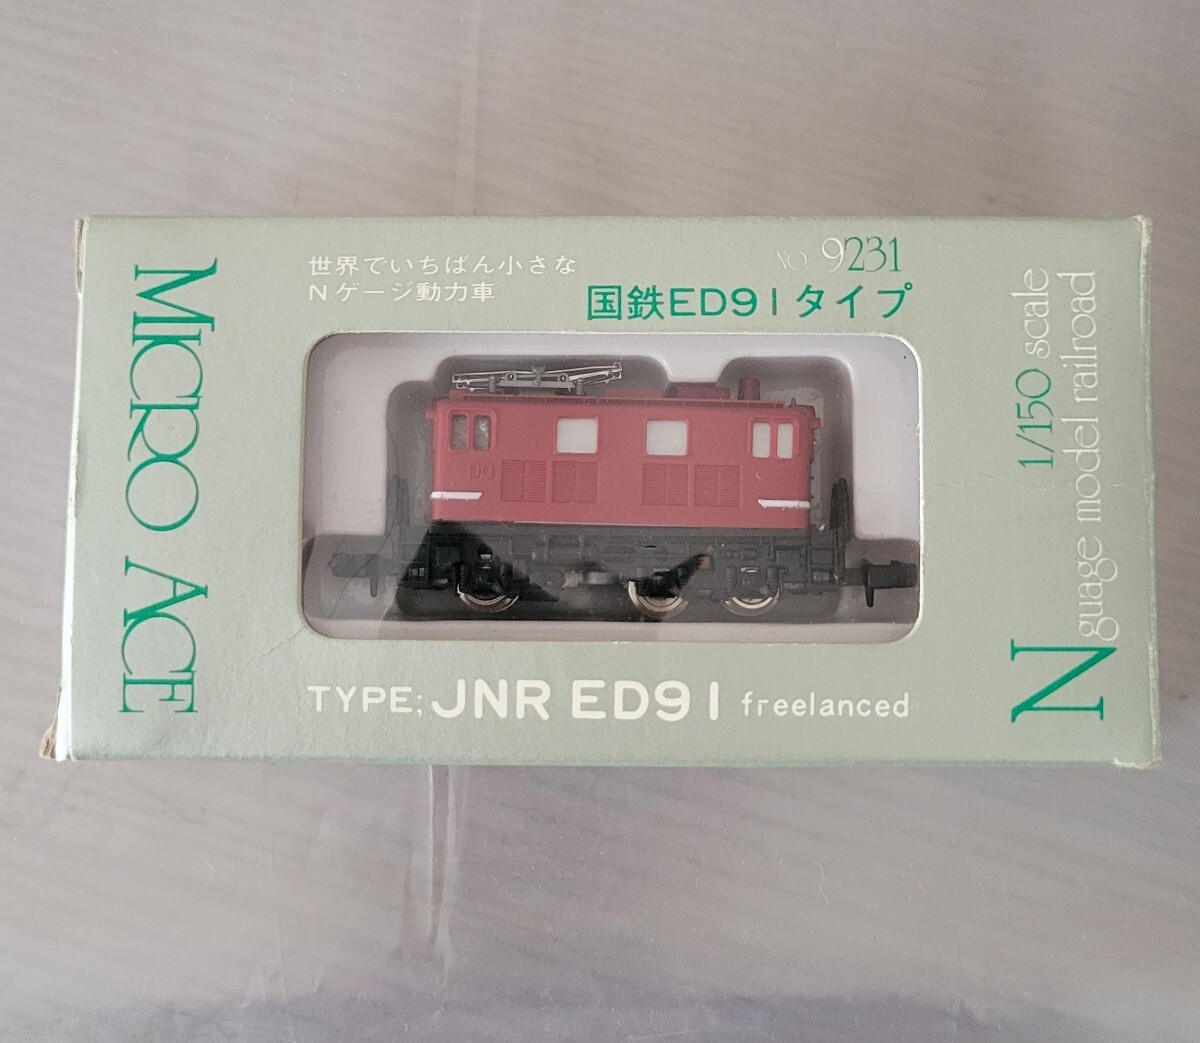 MICRO ACE
世界でいちばん小さな
Nゲージ動力車
NO. 9231
国鉄ED91タイプ
TYPE; JNR ED91 freelanced
1/150 scale
N guage model railroad